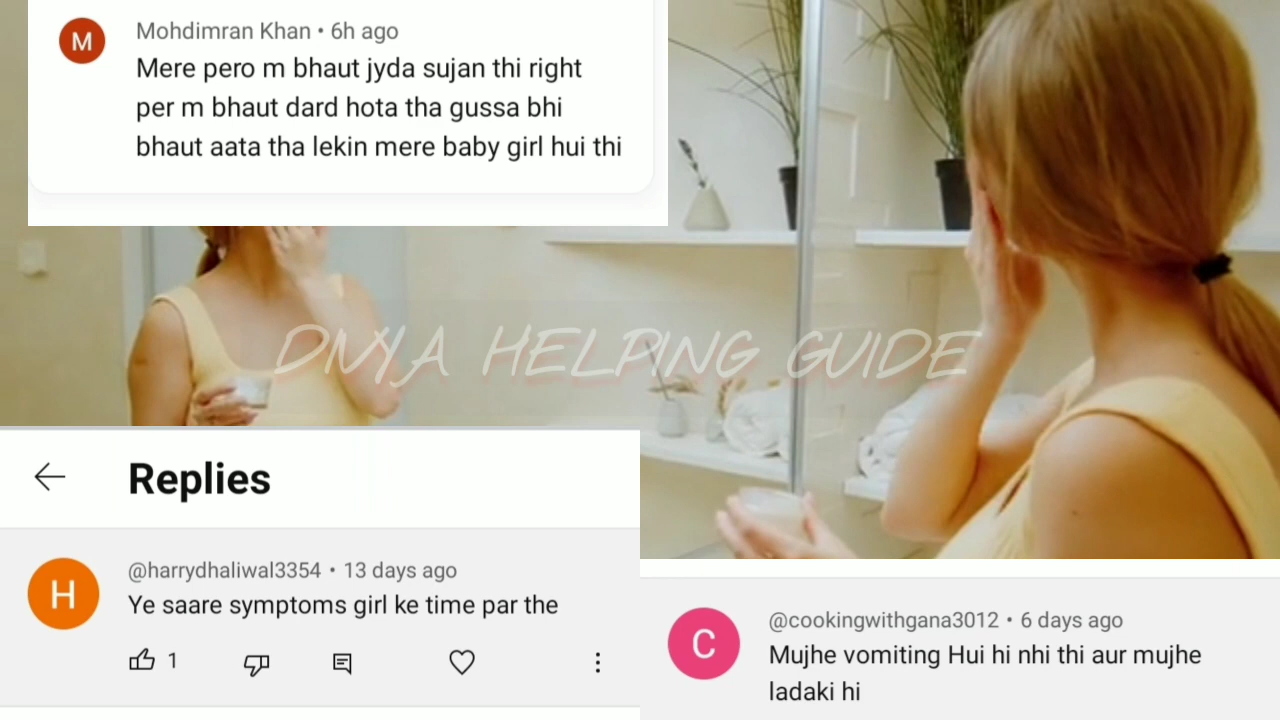 M
Mohdimran Khan • 6h ago
Mere pero m bhaut jyda sujan thi right
per m bhaut dard hota tha gussa bhi
bhaut aata tha lekin mere baby girl hui thi
DIVYA HELPING GUIDE
Replies
H
@harrydhaliwal3354 • 13 days ago
Ye saare symptoms girl ke time par the
1
C
@cookingwithgana3012 • 6 days ago
Mujhe vomiting Hui hi nhi thi aur mujhe
ladaki hi